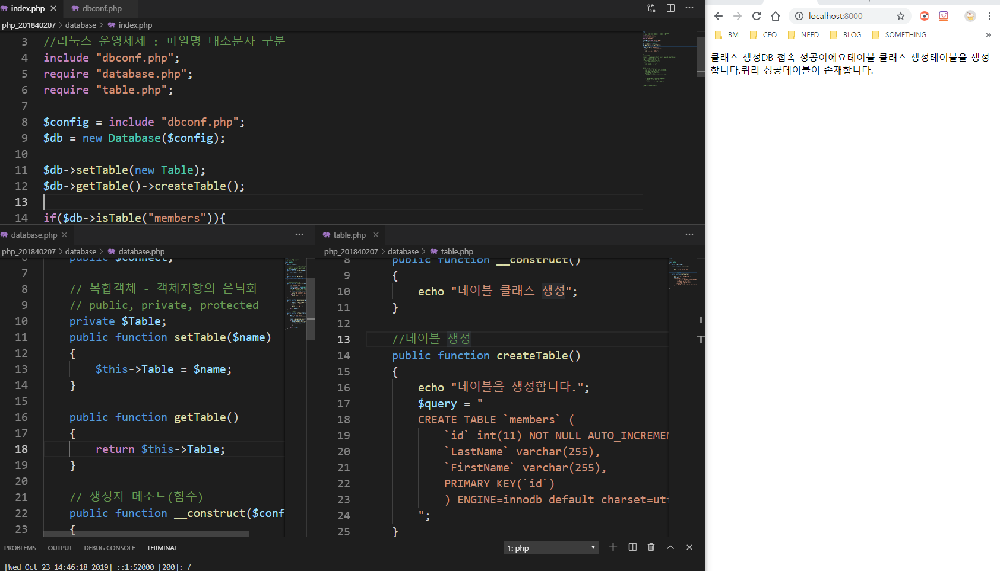 index.php
dbconf.php
php_201840207 > database > index.php
3 //리눅스 운영체제 : 파일명 대소문자 구분
4 include "dbconf.php";
5 require "database.php";
6 require "table.php";
7
8 $config = include "dbconf.php";
9 $db = new Database($config);
10
11 $db->setTable(new Table);
12 $db->getTable()->createTable();
13
14 if($db->isTable("members")){
database.php
php_201840207 > database > database.php
6 public $connect;
7
8 // 복합객체 - 객체지향의 은닉화
9 // public, private, protected
10 private $Table;
11 public function setTable($name)
12 {
13 $this->Table = $name;
14 }
15
16 public function getTable()
17 {
18 return $this->Table;
19 }
20
21 // 생성자 메소드(함수)
22 public function __construct($conf
23 {
table.php
php_201840207 > database > table.php
8 public function __construct()
9 {
10 echo "테이블 클래스 생성";
11 }
12
13 //테이블 생성
14 public function createTable()
15 {
16 echo "테이블을 생성합니다.";
17 $query = "
18 CREATE TABLE `members` (
19 `id` int(11) NOT NULL AUTO_INCREMEN
20 `LastName` varchar(255),
21 `FirstName` varchar(255),
22 PRIMARY KEY(`id`)
23 ) ENGINE=innodb default charset=utf
24 ";
25 }
PROBLEMS OUTPUT DEBUG CONSOLE TERMINAL
1: php
[Wed Oct 23 14:46:18 2019] ::1:52000 [200]: /
localhost:8000
BM CEO NEED BLOG SOMETHING
클래스 생성DB 접속 성공이에요테이블 클래스 생성테이블을 생성
합니다.쿼리 성공테이블이 존재합니다.